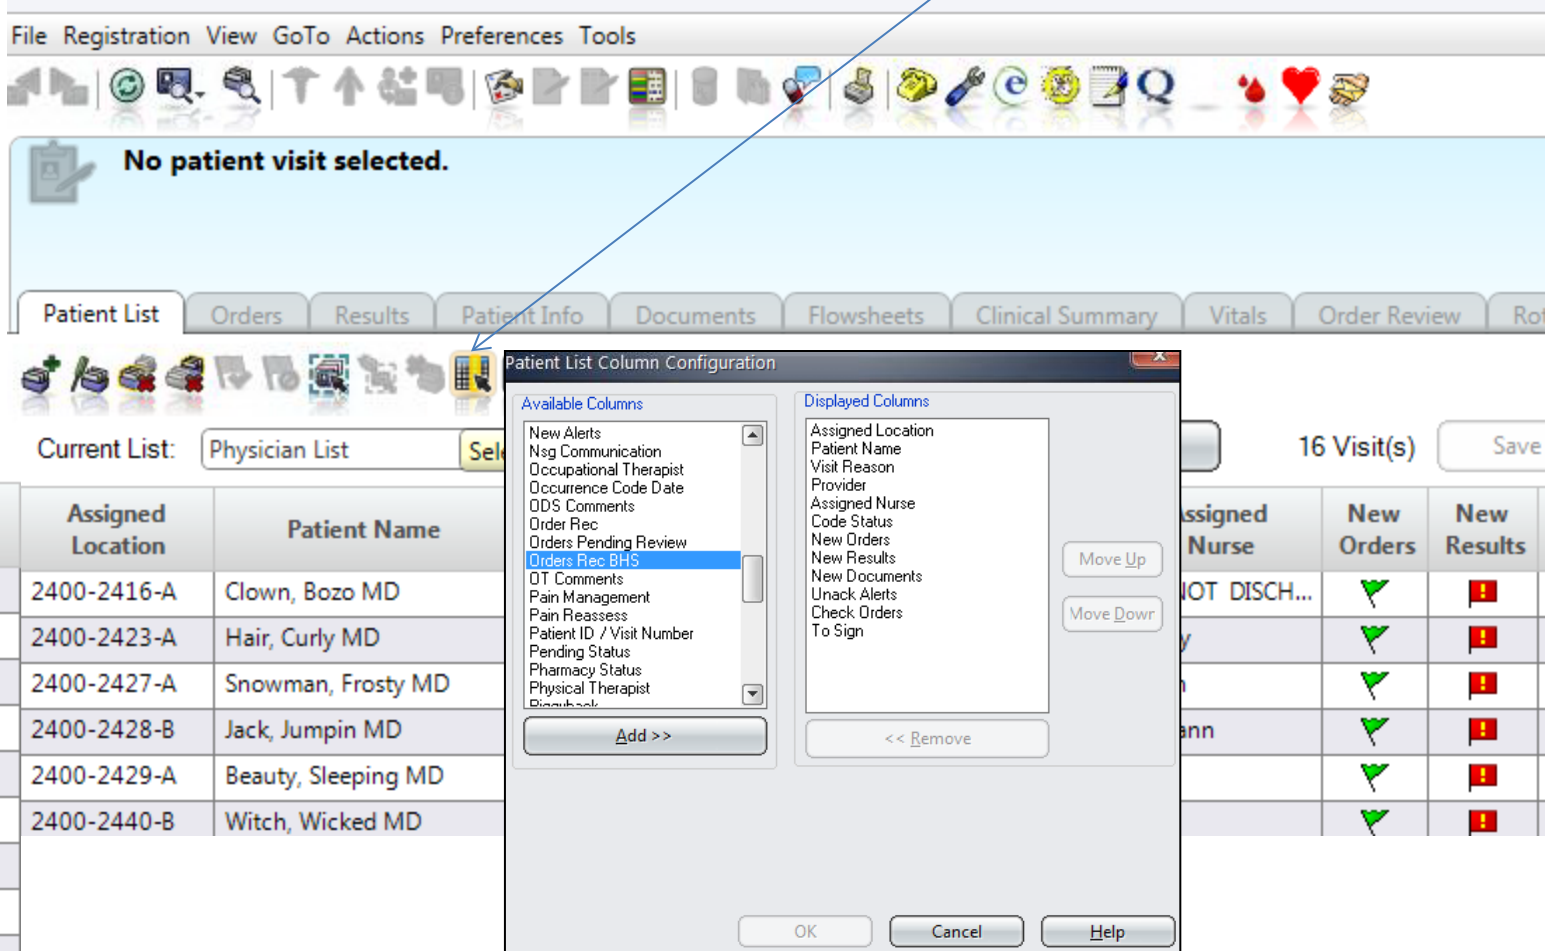 File Registration View GoTo Actions Preferences Tools
No patient visit selected.
Patient List Orders Results Patient Info Documents Flowsheets Clinical Summary Vitals Order Review
Patient List Column Configuration
Available Columns
New Alerts
Nsg Communication
Occupational Therapist
Occurrence Code Date
ODS Comments
Order Rec
Orders Pending Review
Orders Rec BHS
OT Comments
Pain Management
Pain Reassess
Patient ID / Visit Number
Pending Status
Pharmacy Status
Physical Therapist
Piggyback
Add >>
Displayed Columns
Assigned Location
Patient Name
Visit Reason
Provider
Assigned Nurse
Code Status
New Orders
New Results
New Documents
Unack Alerts
Check Orders
To Sign
<< Remove
Move Up
Move Down
OK Cancel Help
Current List: Physician List 16 Visit(s) Save
Assigned Location Patient Name Assigned Nurse New Orders New Results
2400-2416-A Clown, Bozo MD NOT DISCH...
2400-2423-A Hair, Curly MD
2400-2427-A Snowman, Frosty MD
2400-2428-B Jack, Jumpin MD
2400-2429-A Beauty, Sleeping MD
2400-2440-B Witch, Wicked MD